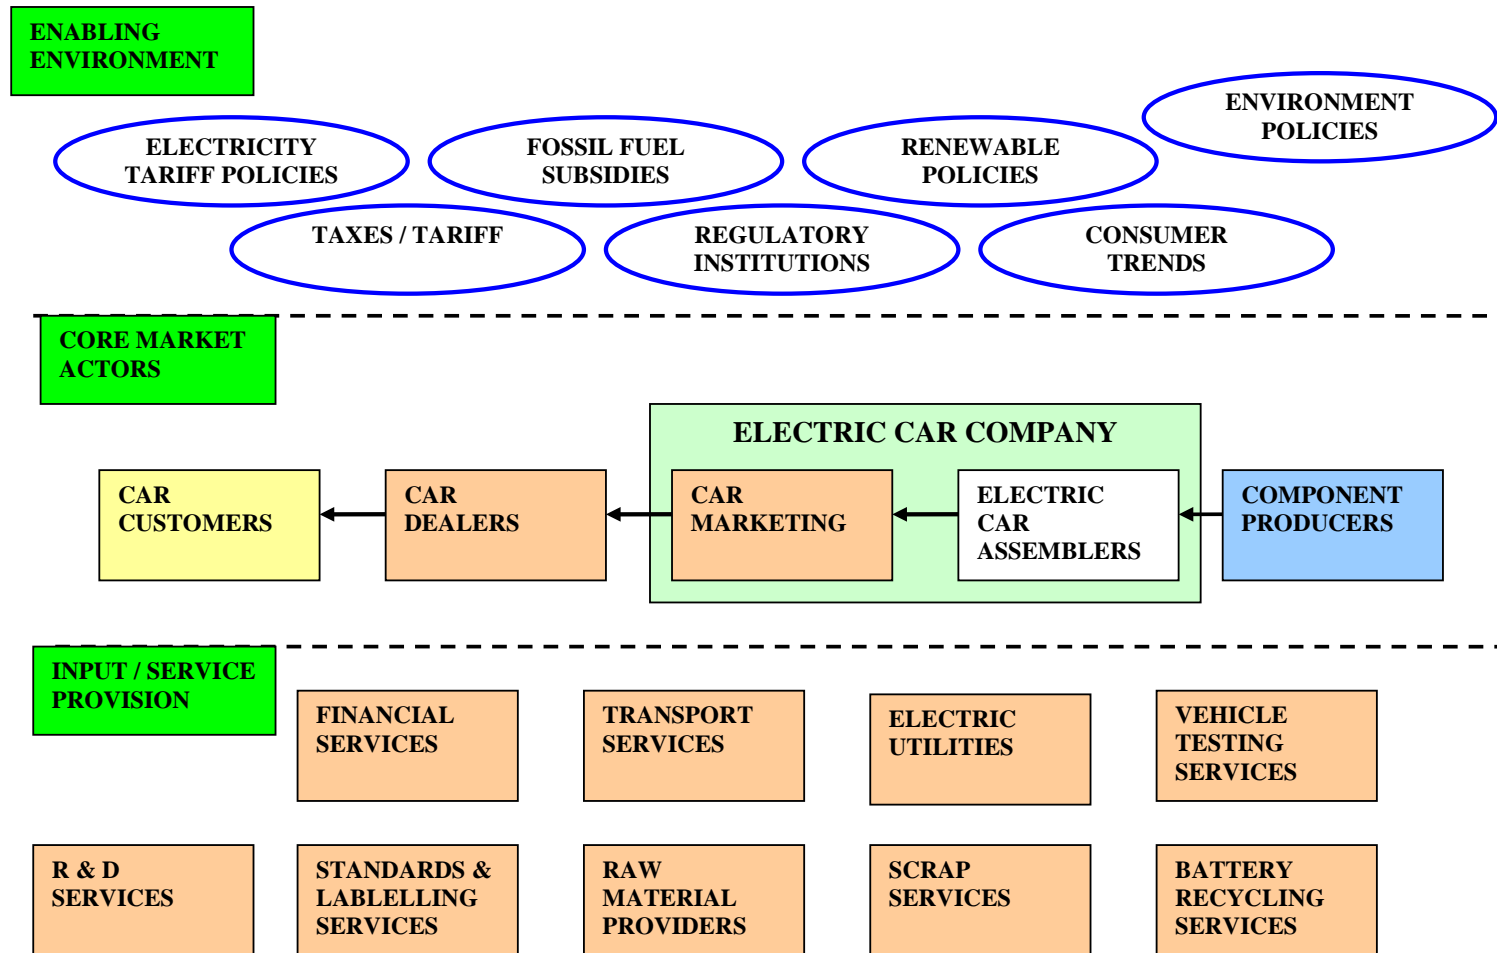 ENABLING
ENVIRONMENT
ENVIRONMENT
POLICIES
ELECTRICITY
TARIFF POLICIES
FOSSIL FUEL
SUBSIDIES
RENEWABLE
POLICIES
TAXES / TARIFF
REGULATORY
INSTITUTIONS
CONSUMER
TRENDS
CORE MARKET
ACTORS
ELECTRIC CAR COMPANY
CAR
CUSTOMERS
CAR
DEALERS
CAR
MARKETING
ELECTRIC
CAR
ASSEMBLERS
COMPONENT
PRODUCERS
INPUT / SERVICE
PROVISION
FINANCIAL
SERVICES
TRANSPORT
SERVICES
ELECTRIC
UTILITIES
VEHICLE
TESTING
SERVICES
R & D
SERVICES
STANDARDS &
LABLELLING
SERVICES
RAW
MATERIAL
PROVIDERS
SCRAP
SERVICES
BATTERY
RECYCLING
SERVICES